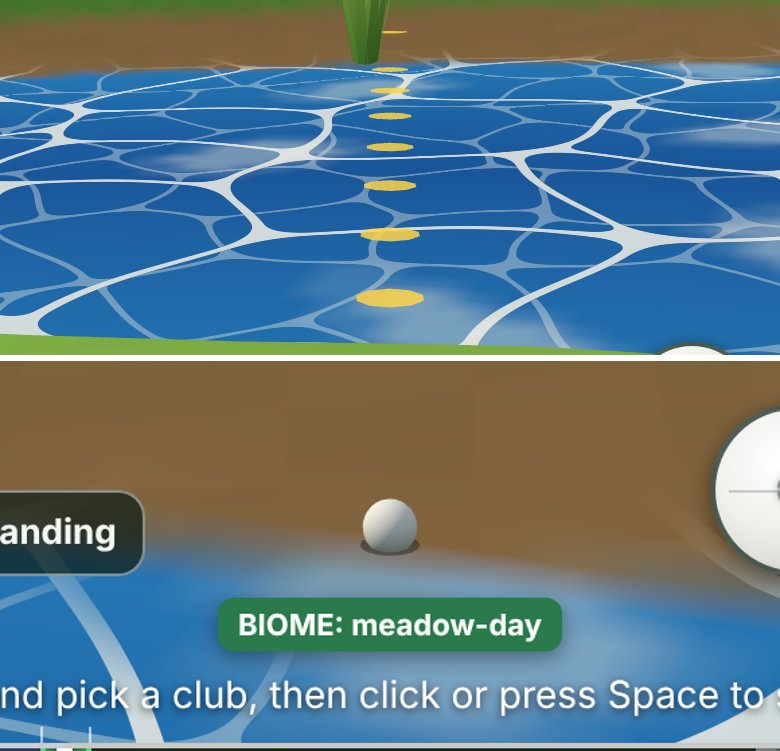 anding
BIOME: meadow-day
nd pick a club, then click or press Space to